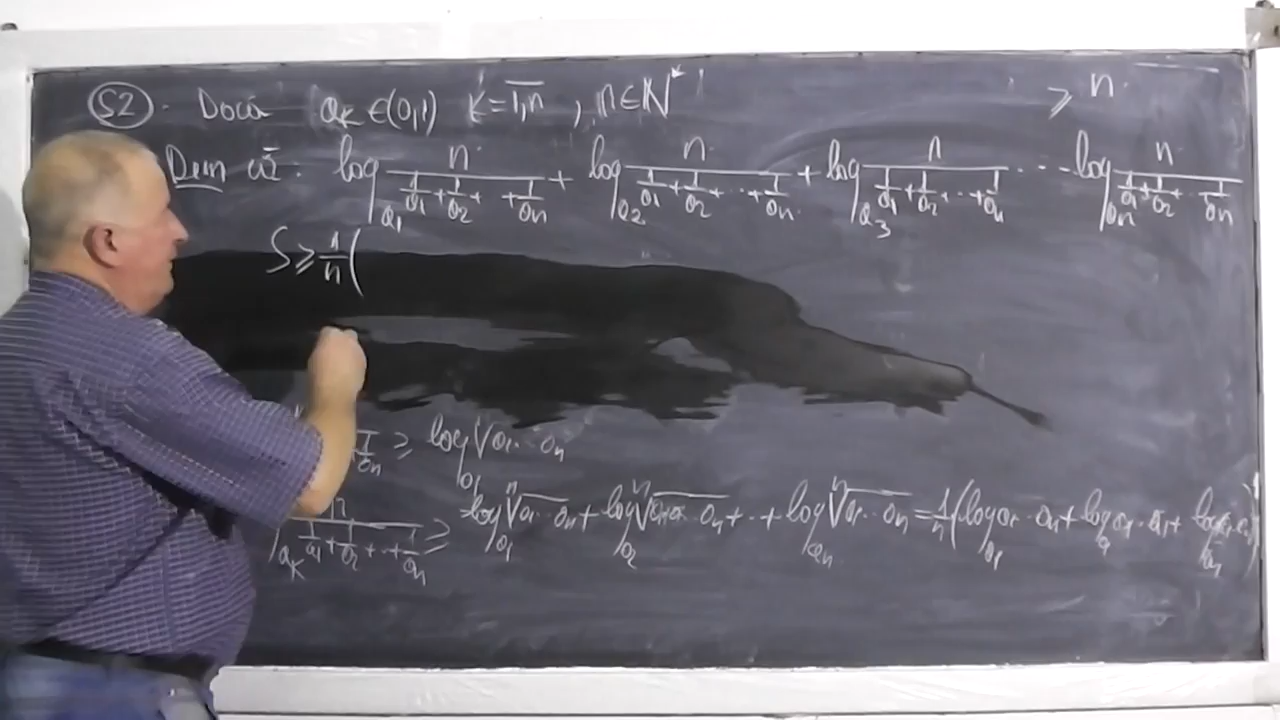 S2. Dacă a_K ∈(0,1) K=1,n , n∈N* ≥ n
Dem că: log_{a_1} n/(1/a_1+1/a_2+...+1/a_n) + log_{a_2} n/(1/a_1+1/a_2+...+1/a_n) + log_{a_3} n/(1/a_1+1/a_2+...+1/a_n) ... log_{a_n} n/(1/a_1+1/a_2+...1/a_n)
S ≥ 1/n (
1/a_n ≥ log_{a_1} √a_1...a_n
n/(1/a_1+1/a_2+...+1/a_n) a_K ≥ log_{a_1} ⁿ√a_1...a_n + log_{a_2} ⁿ√a_1...a_n + ... + log_{a_n} ⁿ√a_1...a_n = 1/n (log_{a_1} a_1...a_n +